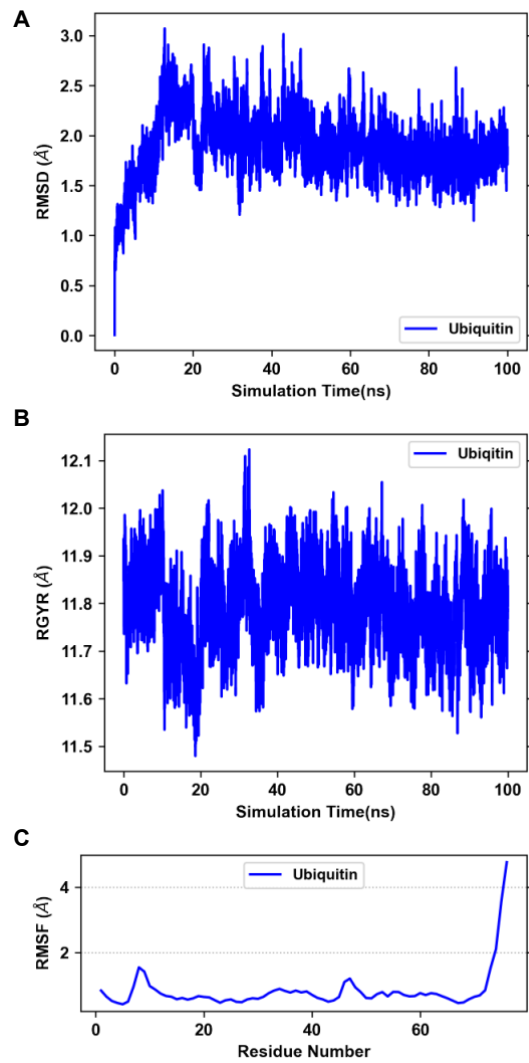 A
3.0
2.5
2.0
1.5
1.0
0.5
0.0
RMSD (Å)
Ubiquitin
0 20 40 60 80 100
Simulation Time(ns)
B
Ubiqitin
12.1
12.0
11.9
11.8
11.7
11.6
11.5
RGYR (Å)
0 20 40 60 80 100
Simulation Time(ns)
C
Ubiquitin
4
2
RMSF (Å)
0 20 40 60
Residue Number